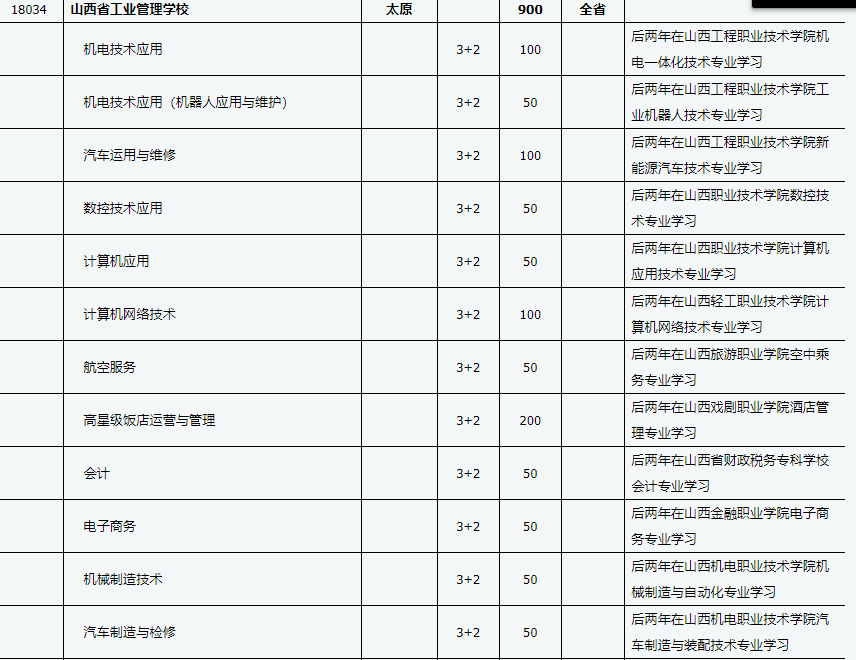 18034 山西省工业管理学校 太原 900 全省
机电技术应用 3+2 100 后两年在山西工程职业技术学院机
电一体化技术专业学习
机电技术应用（机器人应用与维护） 3+2 50 后两年在山西工程职业技术学院工
业机器人技术专业学习
汽车运用与维修 3+2 100 后两年在山西工程职业技术学院新
能源汽车技术专业学习
数控技术应用 3+2 50 后两年在山西职业技术学院数控技
术专业学习
计算机应用 3+2 50 后两年在山西职业技术学院计算机
应用技术专业学习
计算机网络技术 3+2 100 后两年在山西轻工职业技术学院计
算机网络技术专业学习
航空服务 3+2 50 后两年在山西旅游职业学院空中乘
务专业学习
高星级饭店运营与管理 3+2 200 后两年在山西戏剧职业学院酒店管
理专业学习
会计 3+2 50 后两年在山西省财政税务专科学校
会计专业学习
电子商务 3+2 50 后两年在山西金融职业学院电子商
务专业学习
机械制造技术 3+2 50 后两年在山西机电职业技术学院机
械制造与自动化专业学习
汽车制造与检修 3+2 50 后两年在山西机电职业技术学院汽
车制造与装配技术专业学习